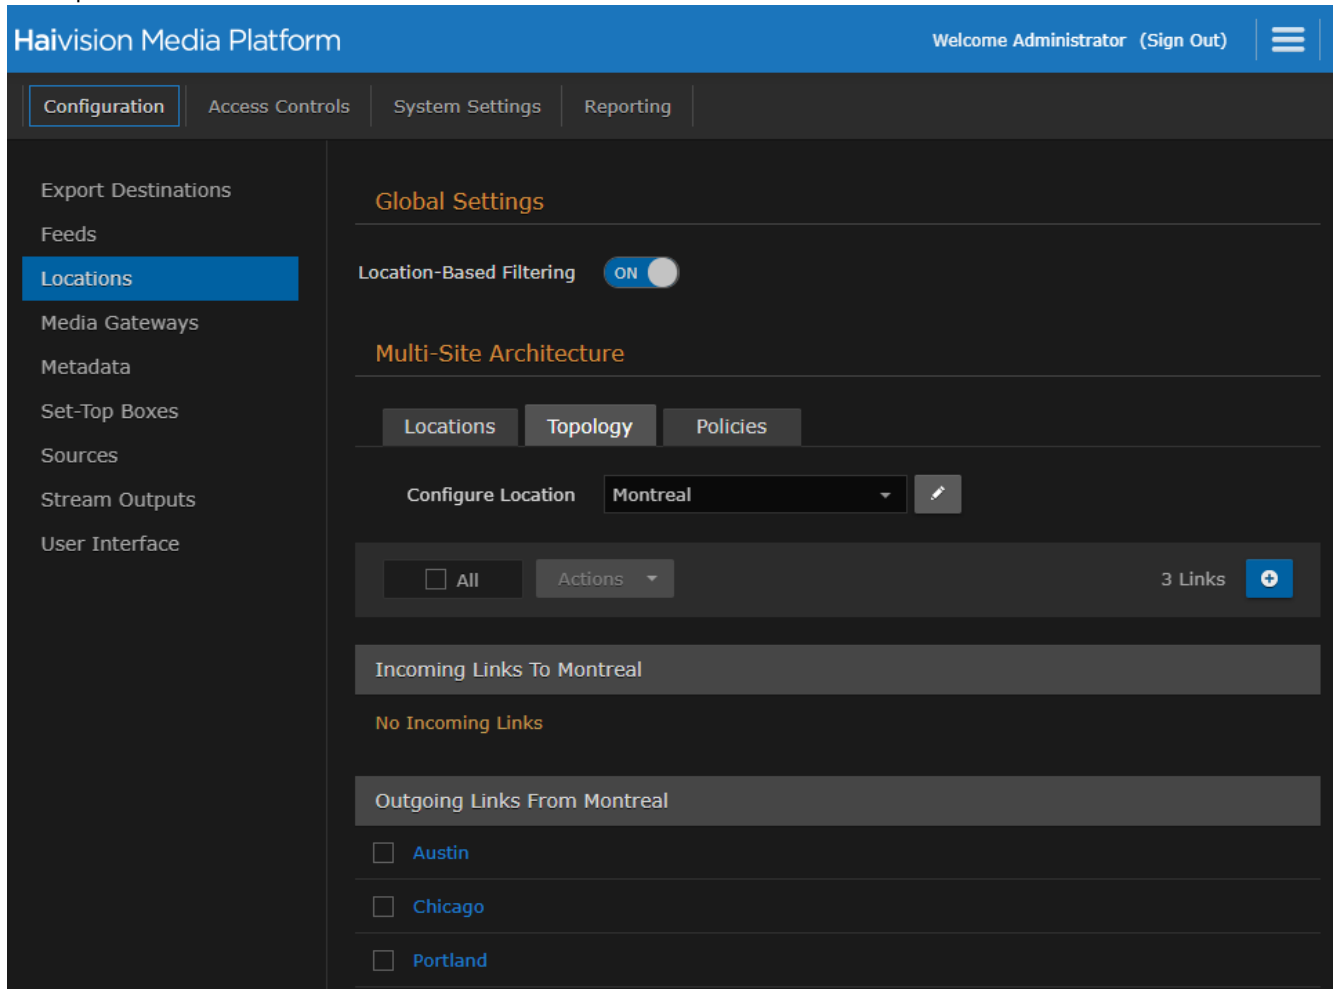 Haivision Media Platform
Welcome Administrator (Sign Out)
Configuration Access Controls System Settings Reporting
Export Destinations
Feeds
Locations
Media Gateways
Metadata
Set-Top Boxes
Sources
Stream Outputs
User Interface
Global Settings
Location-Based Filtering ON
Multi-Site Architecture
Locations Topology Policies
Configure Location Montreal
All Actions 3 Links
Incoming Links To Montreal
No Incoming Links
Outgoing Links From Montreal
Austin
Chicago
Portland